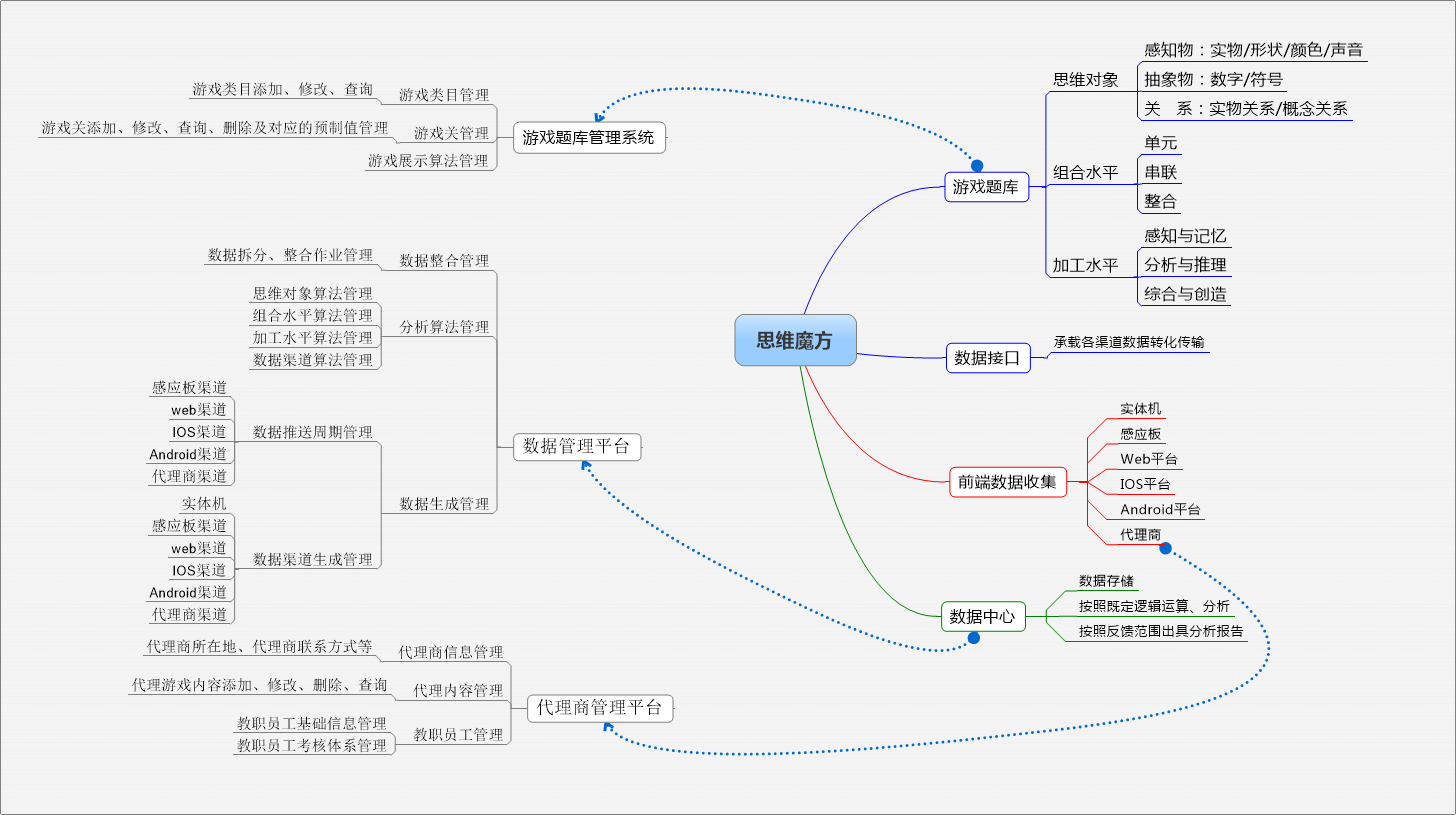 思维魔方
游戏题库
思维对象
感知物：实物/形状/颜色/声音
抽象物：数字/符号
关　系：实物关系/概念关系
组合水平
单元
串联
整合
加工水平
感知与记忆
分析与推理
综合与创造
数据接口
承载各渠道数据转化传输
前端数据收集
实体机
感应板
Web平台
IOS平台
Android平台
代理商
数据中心
数据存储
按照既定逻辑运算、分析
按照反馈范围出具分析报告
游戏题库管理系统
游戏类目管理
游戏类目添加、修改、查询
游戏关管理
游戏关添加、修改、查询、删除及对应的预制值管理
游戏展示算法管理
数据管理平台
数据整合管理
数据拆分、整合作业管理
分析算法管理
思维对象算法管理
组合水平算法管理
加工水平算法管理
数据渠道算法管理
数据生成管理
数据推送周期管理
感应板渠道
web渠道
IOS渠道
Android渠道
代理商渠道
数据渠道生成管理
实体机
感应板渠道
web渠道
IOS渠道
Android渠道
代理商渠道
代理商管理平台
代理商信息管理
代理商所在地、代理商联系方式等
代理内容管理
代理游戏内容添加、修改、删除、查询
教职员工管理
教职员工基础信息管理
教职员工考核体系管理